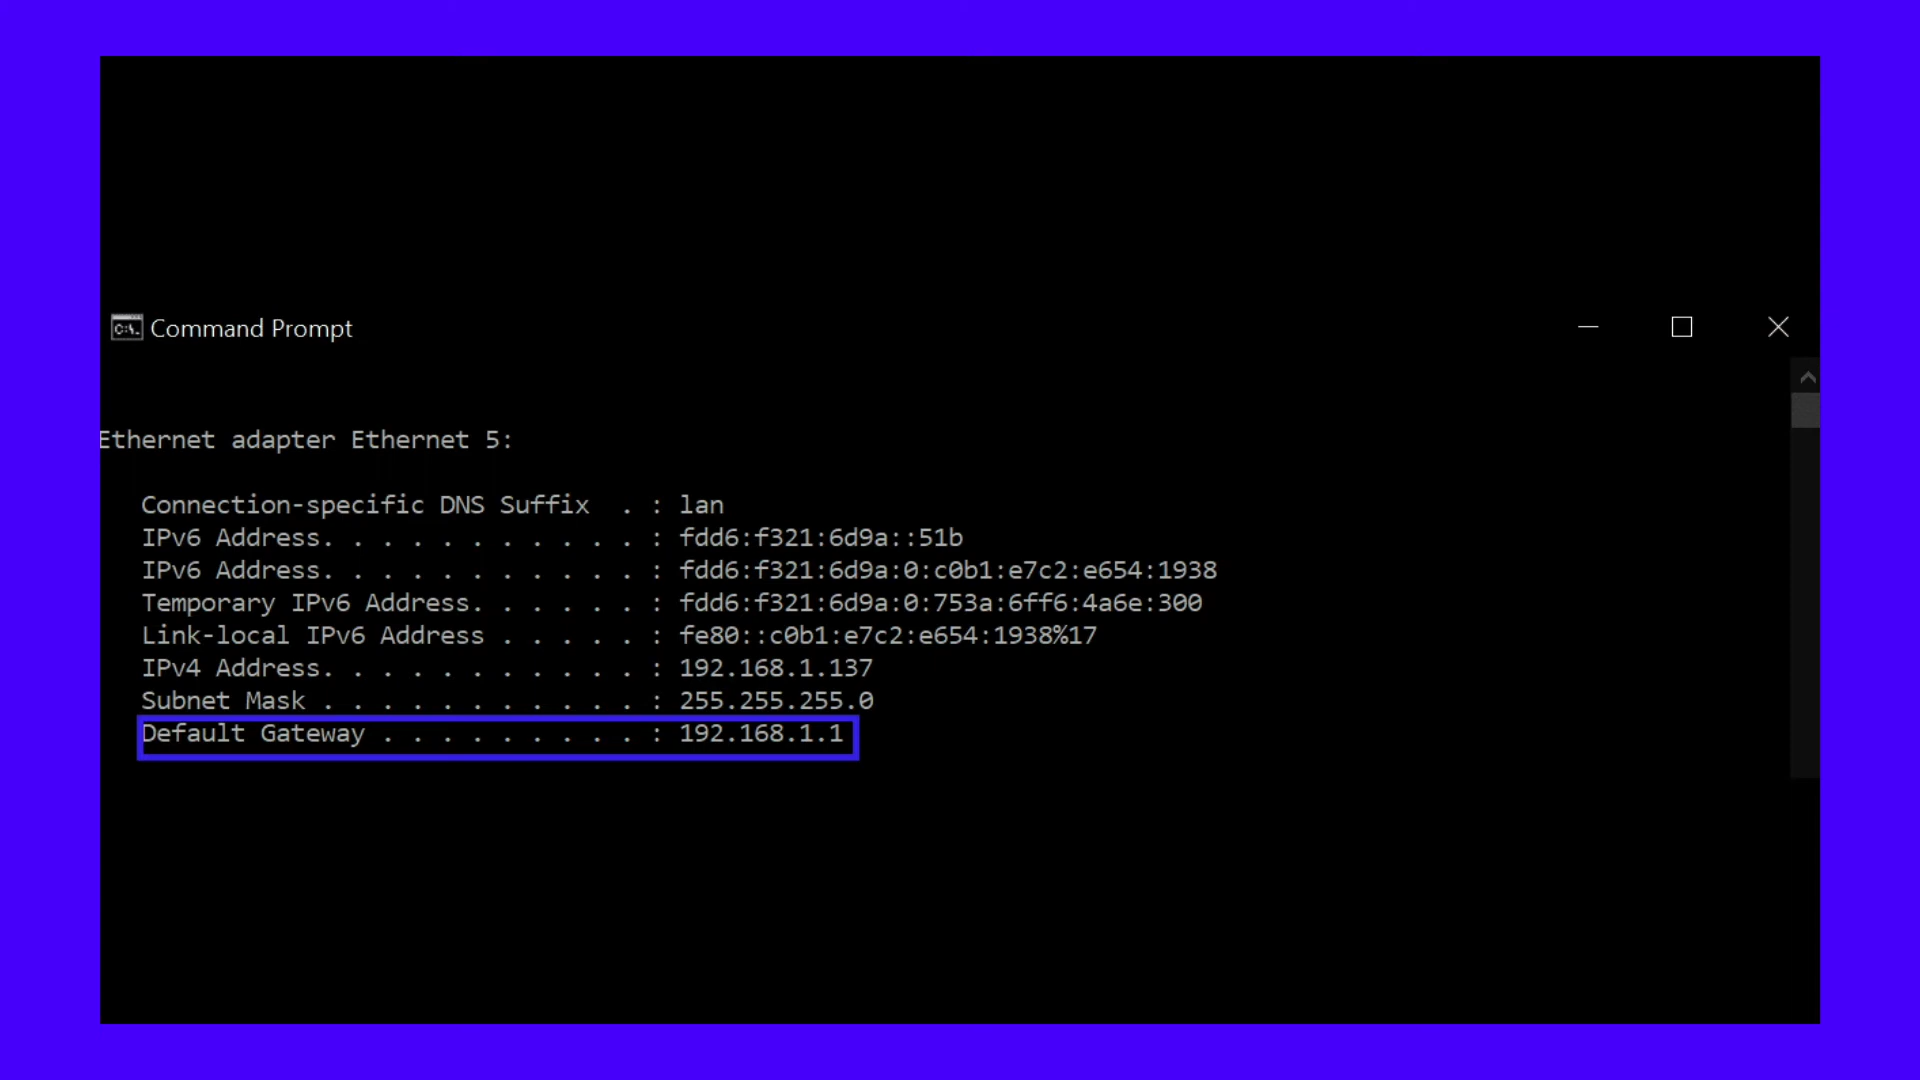 C:\.
Command Prompt
Ethernet adapter Ethernet 5:
Connection-specific DNS Suffix  . : lan
IPv6 Address. . . . . . . . . . . : fdd6:f321:6d9a::51b
IPv6 Address. . . . . . . . . . . : fdd6:f321:6d9a:0:c0b1:e7c2:e654:1938
Temporary IPv6 Address. . . . . . : fdd6:f321:6d9a:0:753a:6ff6:4a6e:300
Link-local IPv6 Address . . . . . : fe80::c0b1:e7c2:e654:1938%17
IPv4 Address. . . . . . . . . . . : 192.168.1.137
Subnet Mask . . . . . . . . . . . : 255.255.255.0
Default Gateway . . . . . . . . . : 192.168.1.1